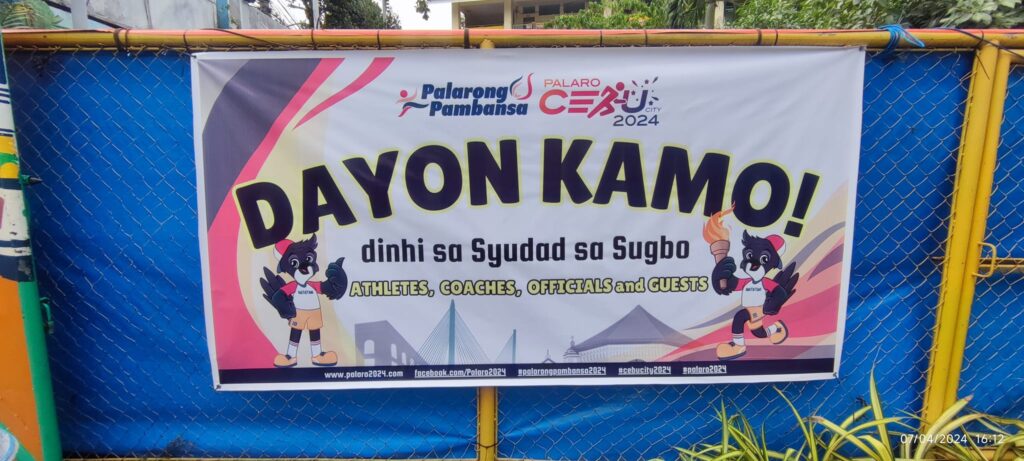 Palarong
Pambansa
PALARO
CEBU
CITY
2024
DAYON KAMO!
dinhi sa Syudad sa Sugbo
ATHLETES, COACHES, OFFICIALS and GUESTS
www.palaro2024.com facebook.com/Palaro2024 #palarongpambansa2024 #cebucity2024 #palaro2024
07/04/2024 16:12